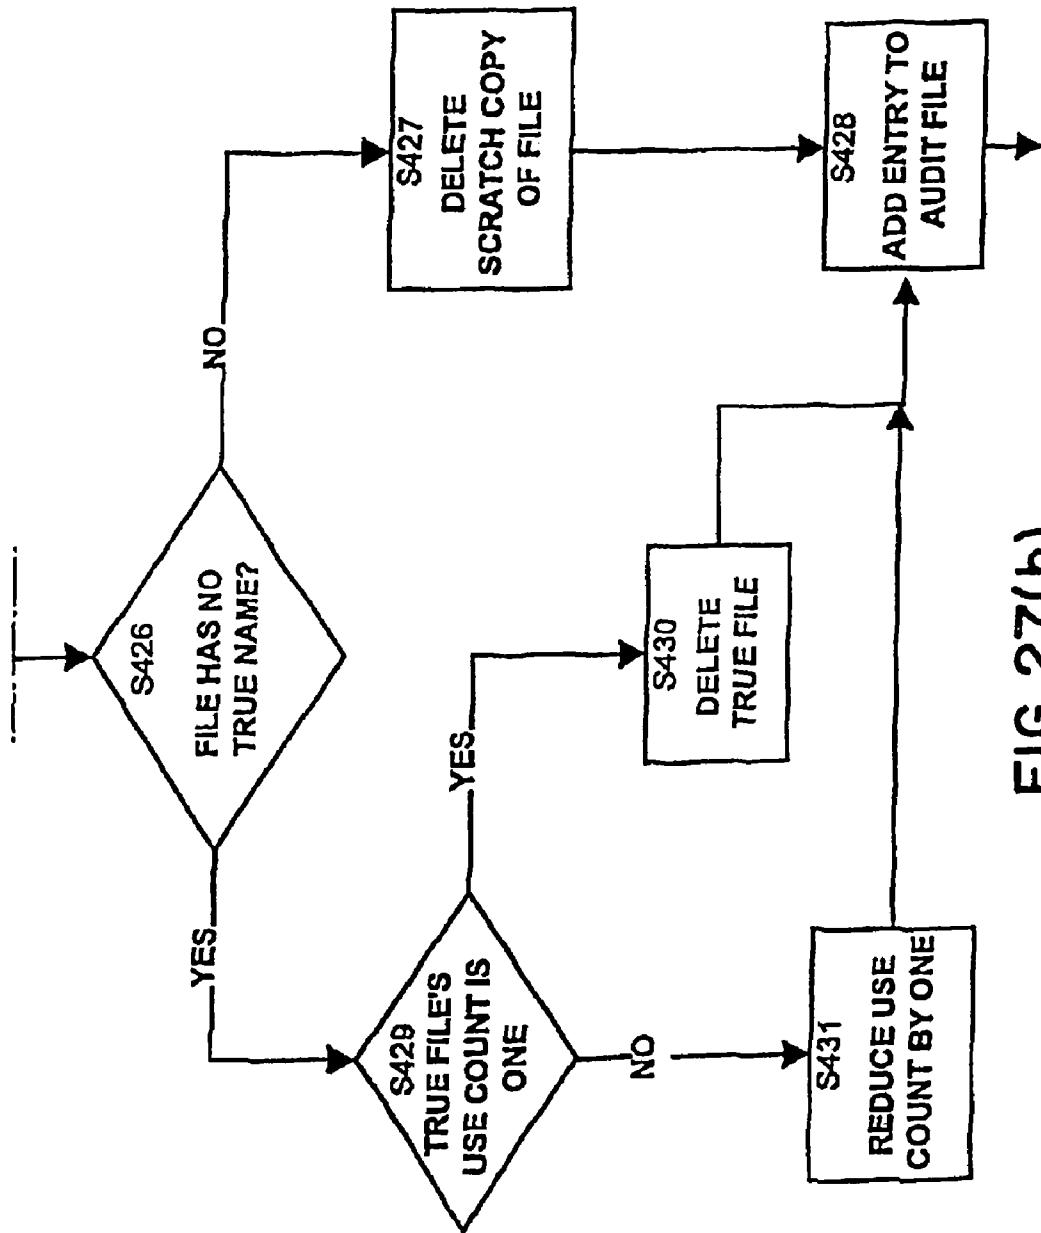 S426
FILE HAS NO
TRUE NAME?
NO
YES
S427
DELETE
SCRATCH COPY
OF FILE
S429
TRUE FILE'S
USE COUNT IS
ONE
YES
NO
S430
DELETE
TRUE FILE
S431
REDUCE USE
COUNT BY ONE
S428
ADD ENTRY TO
AUDIT FILE
FIG. 27(b)